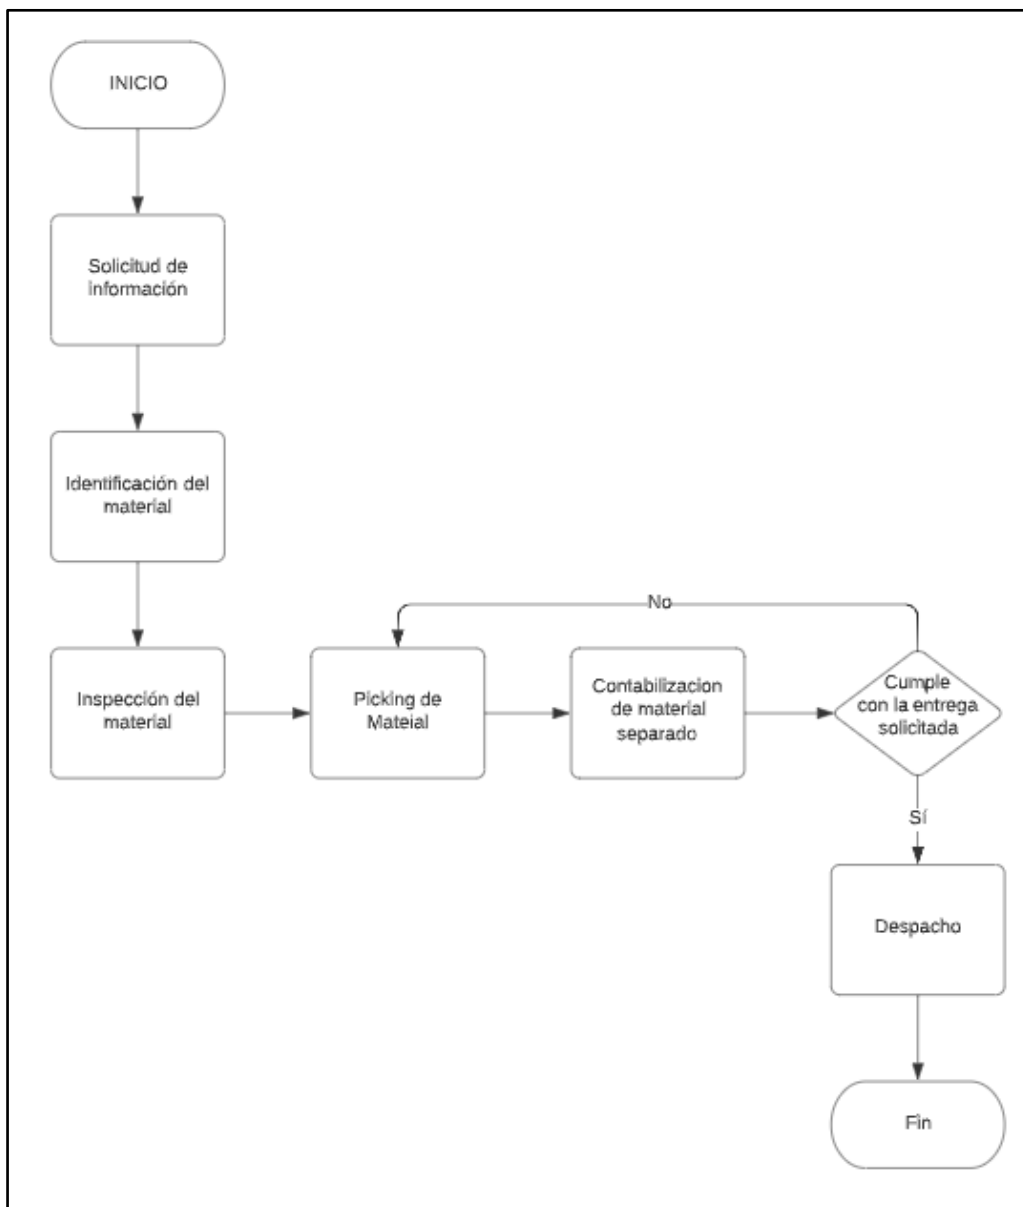 INICIO
Solicitud de
información
Identificación del
material
Inspección del
material
Picking de
Mateial
Contabilizacion
de material
separado
No
Cumple
con la entrega
solicitada
Sí
Despacho
Fin